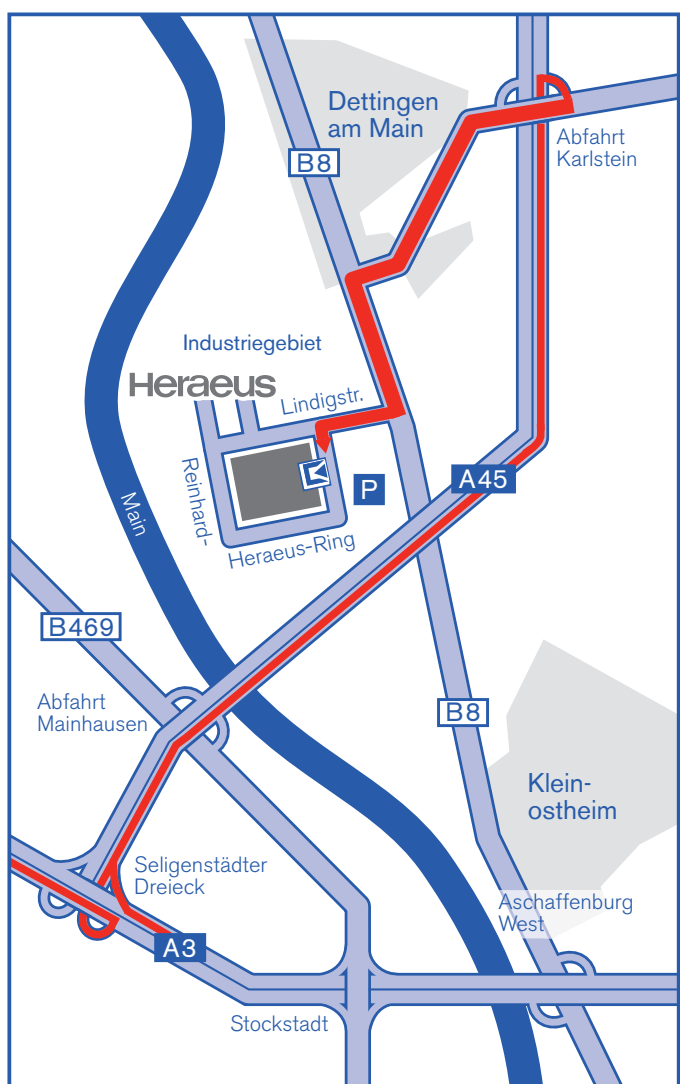 Dettingen
am Main
B8
Abfahrt
Karlstein
Industriegebiet
Heraeus
Lindigstr.
Reinhard-
Heraeus-Ring
P
A45
Main
B469
Abfahrt
Mainhausen
B8
Klein-
ostheim
Seligenstädter
Dreieck
Aschaffenburg
West
A3
Stockstadt